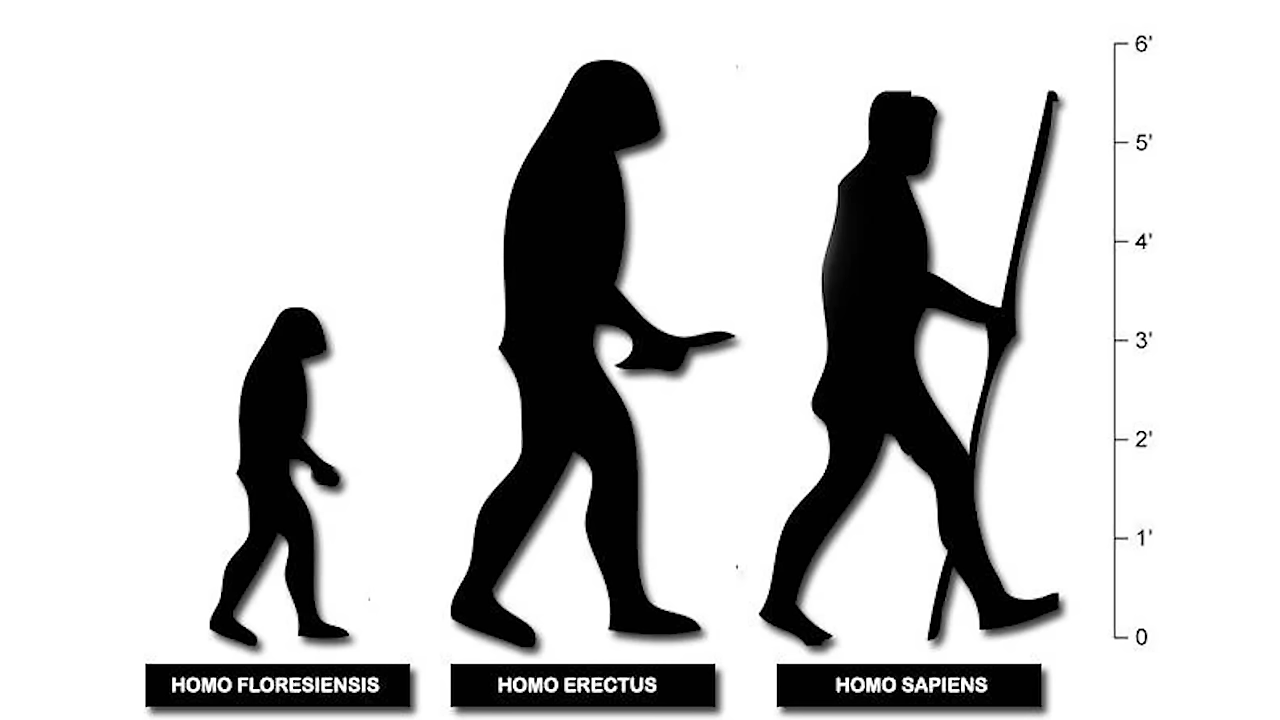 6'
5'
4'
3'
2'
1'
0
HOMO FLORESIENSIS
HOMO ERECTUS
HOMO SAPIENS